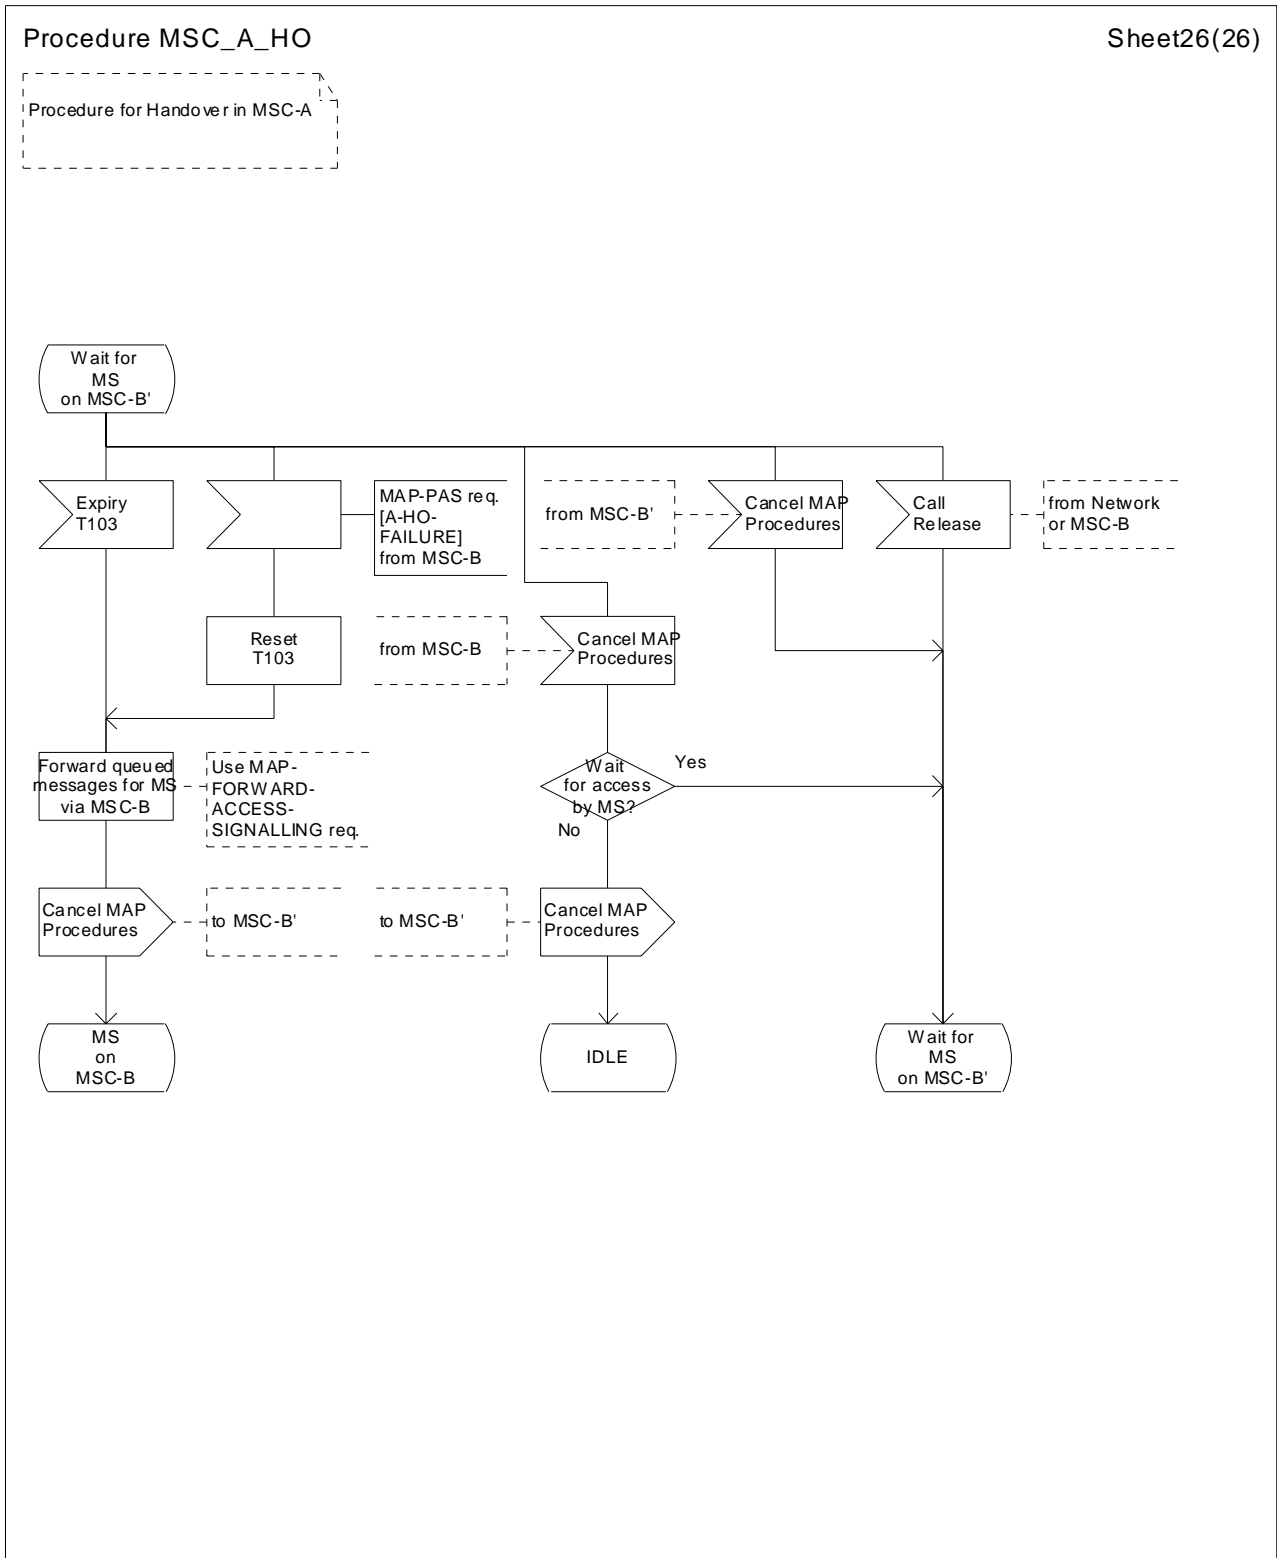 Procedure MSC_A_HO
Sheet26(26)
Procedure for Handover in MSC-A
Wait for
MS
on MSC-B'
Expiry
T103
MAP-PAS req.
[A-HO-
FAILURE]
from MSC-B
from MSC-B'
Cancel MAP
Procedures
Call
Release
from Network
or MSC-B
Reset
T103
from MSC-B
Cancel MAP
Procedures
Forward queued
messages for MS
via MSC-B
Use MAP-
FORWARD-
ACCESS-
SIGNALLING req.
Wait
for access
by MS?
Yes
No
Cancel MAP
Procedures
to MSC-B'
to MSC-B'
Cancel MAP
Procedures
MS
on
MSC-B
IDLE
Wait for
MS
on MSC-B'